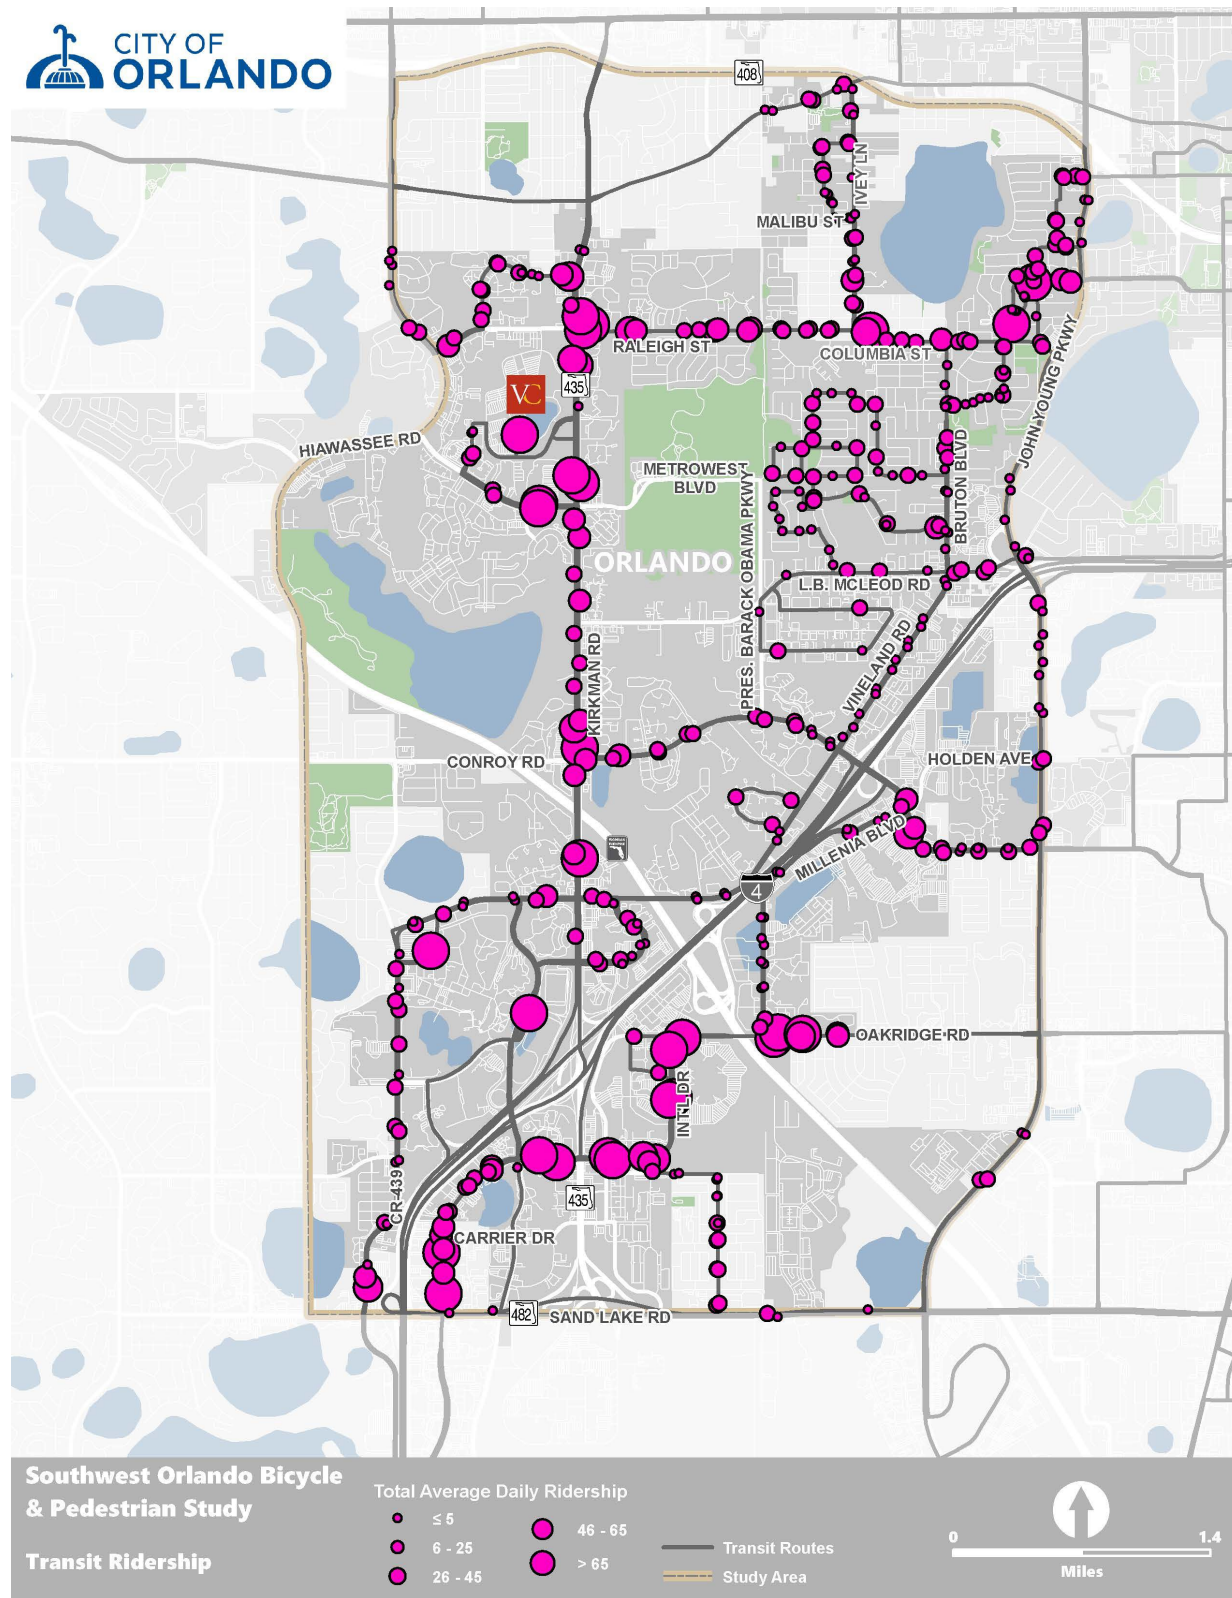 CITY OF
ORLANDO
408
IVEY LN
MALIBU ST
RALEIGH ST
COLUMBIA ST
435
VC
HIAWASSEE RD
JOHN YOUNG PKWY
METROWEST
BLVD
BRUTON BLVD
PRES. BARACK OBAMA PKWY
ORLANDO
L.B. MCLEOD RD
KIRKMAN RD
VINELAND RD
CONROY RD
HOLDEN AVE
MILLENIA BLVD
4
OAKRIDGE RD
INT'L DR
CR-439
435
CARRIER DR
482
SAND LAKE RD
Southwest Orlando Bicycle
& Pedestrian Study
Transit Ridership
Total Average Daily Ridership
≤ 5
6 - 25
26 - 45
46 - 65
> 65
Transit Routes
Study Area
0
1.4
Miles